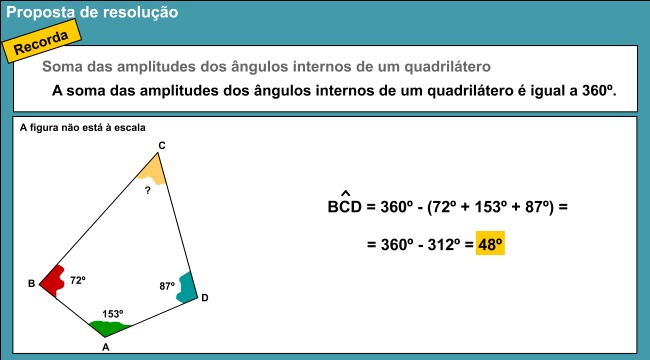 Proposta de resolução
Recorda
Soma das amplitudes dos ângulos internos de um quadrilátero
A soma das amplitudes dos ângulos internos de um quadrilátero é igual a 360º.
A figura não está à escala
C
?
B
72º
87º
D
153º
A
BĈD = 360º - (72º + 153º + 87º) =
= 360º - 312º = 48º